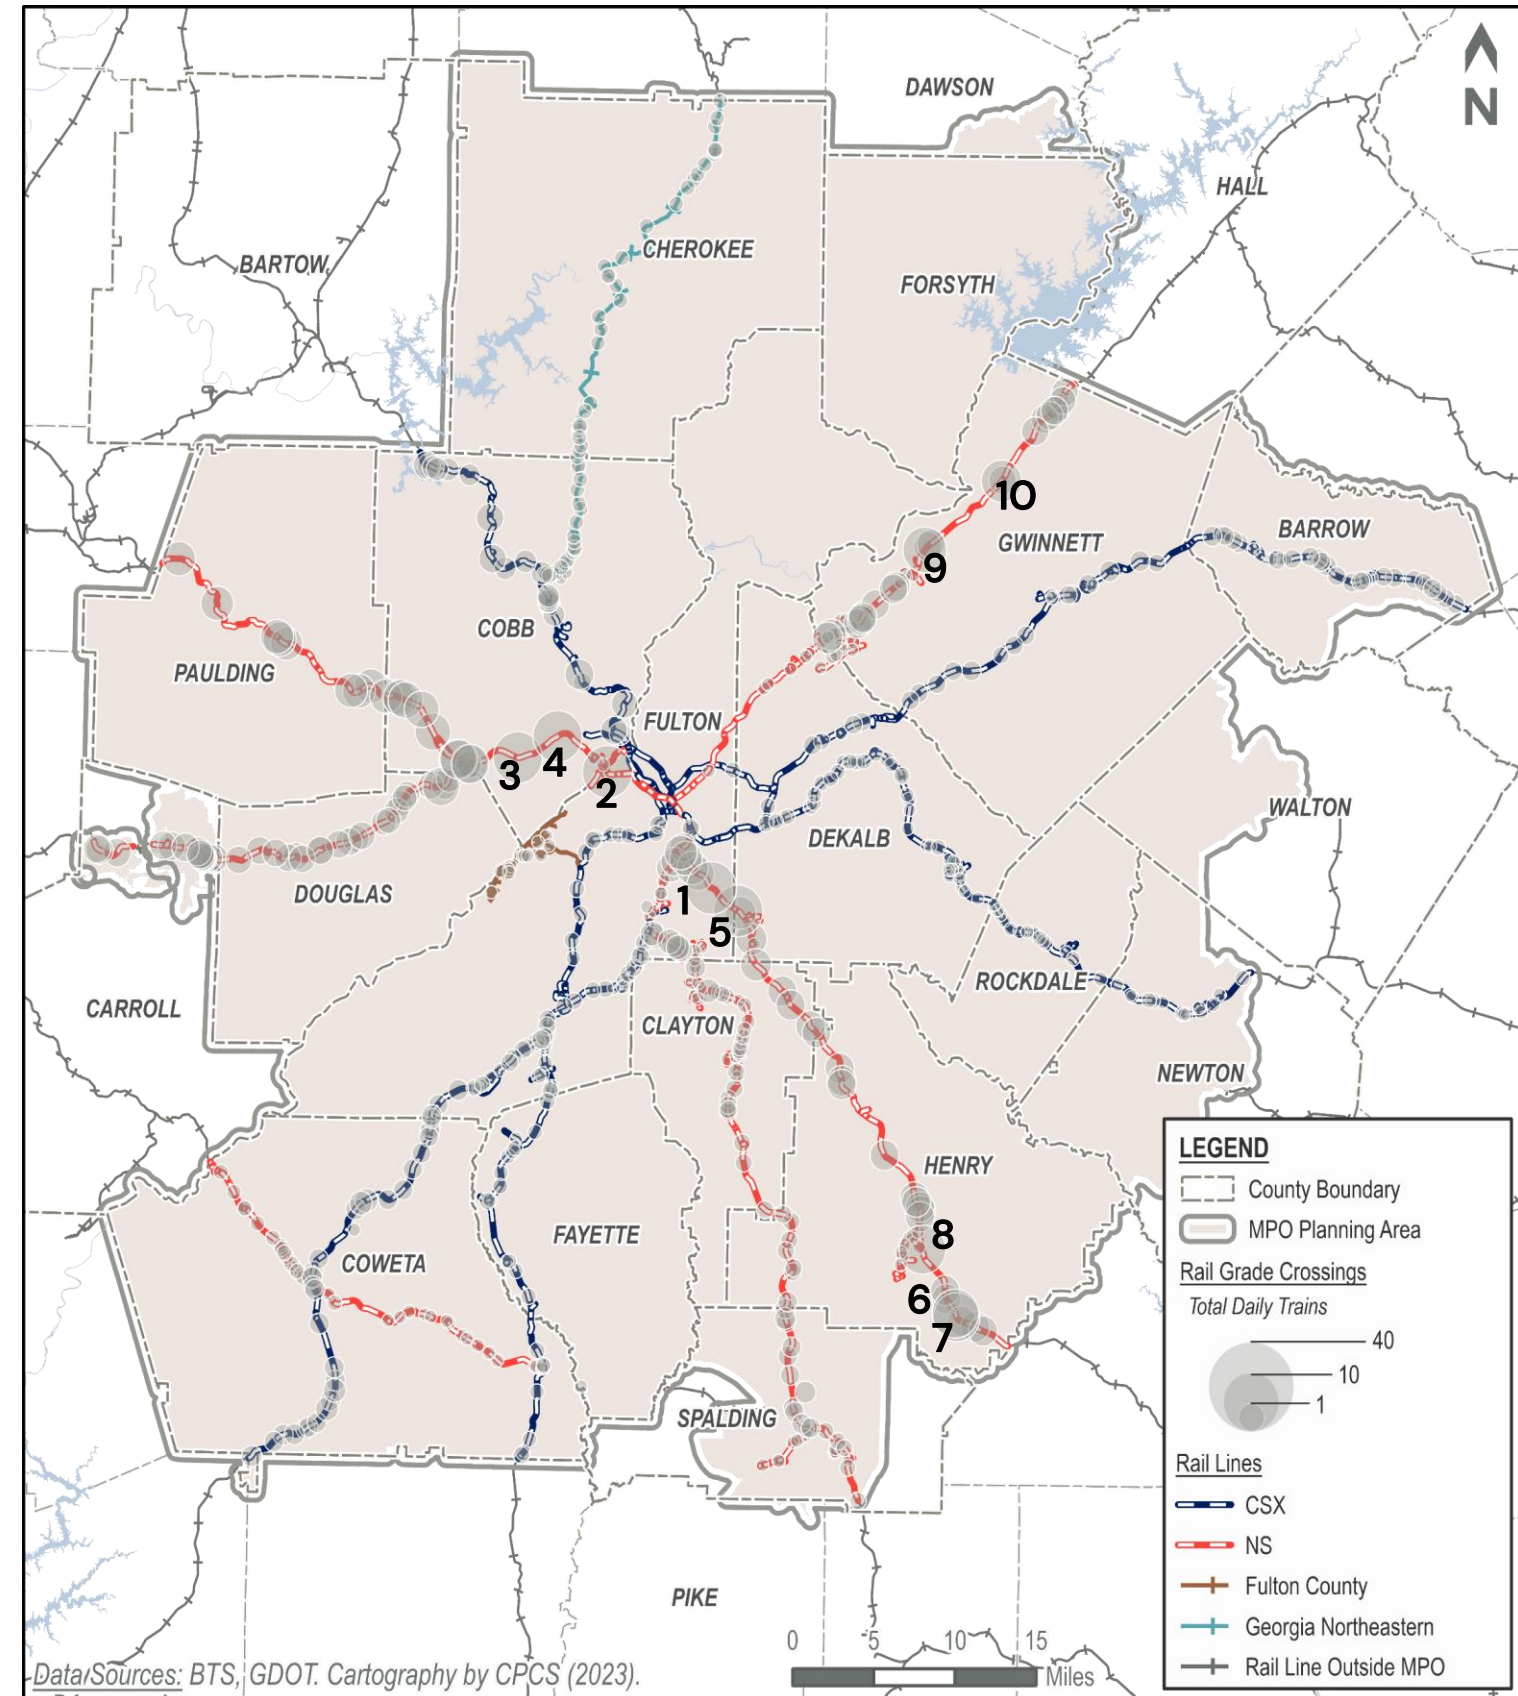 DAWSON
N
HALL
CHEROKEE
BARTOW
FORSYTH
10
BARROW
GWINNETT
9
COBB
PAULDING
FULTON
4
3
2
WALTON
DEKALB
DOUGLAS
1
5
ROCKDALE
CARROLL
CLAYTON
NEWTON
HENRY
8
FAYETTE
COWETA
6
7
SPALDING
PIKE
LEGEND
County Boundary
MPO Planning Area
Rail Grade Crossings
Total Daily Trains
40
10
1
Rail Lines
CSX
NS
Fulton County
Georgia Northeastern
Rail Line Outside MPO
0 5 10 15
Miles
Data Sources: BTS, GDOT. Cartography by CPCS (2023).